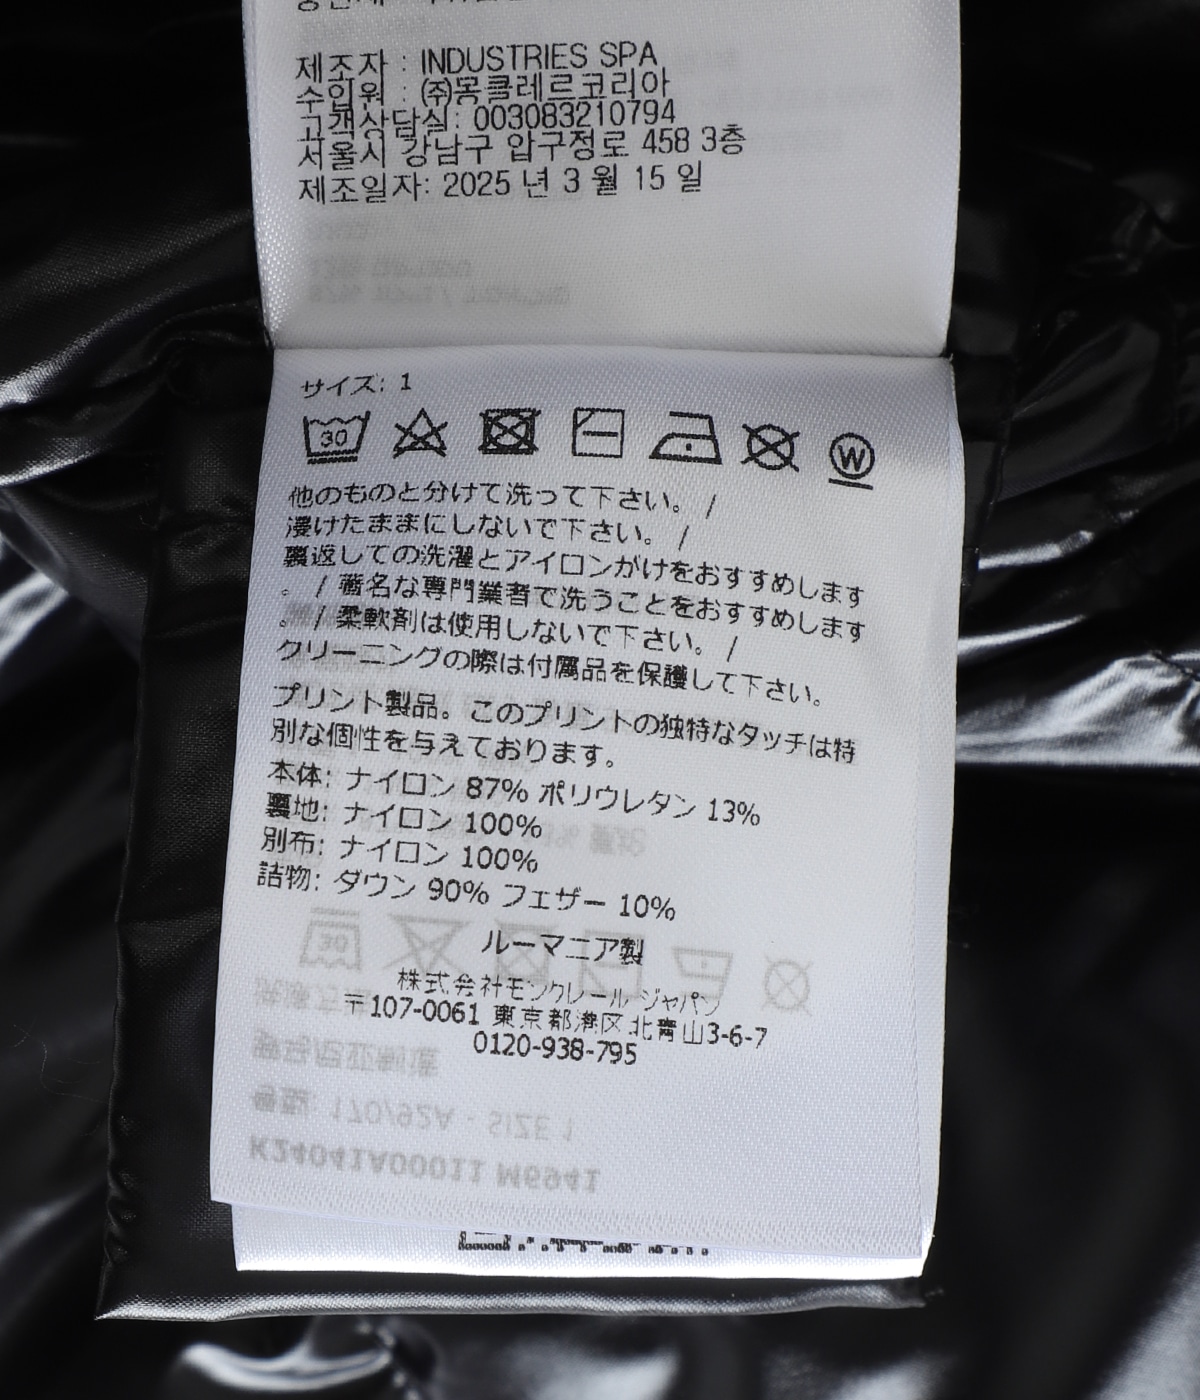 제조자 : INDUSTRIES SPA
수입원 : ㈜몽클레르코리아
고객상담실: 003083210794
서울시 강남구 압구정로 458 3층
제조일자: 2025 년 3 월 15 일
サイズ: 1
30
W
他のものと分けて洗って下さい。 /
浸けたままにしないで下さい。 /
裏返しての洗濯とアイロンがけをおすすめします
。 / 著名な専門業者で洗うことをおすすめします
。 / 柔軟剤は使用しないで下さい。 /
クリーニングの際は付属品を保護して下さい。
プリント製品。このプリントの独特なタッチは特
別な個性を与えております。
本体: ナイロン 87% ポリウレタン 13%
裏地: ナイロン 100%
別布: ナイロン 100%
詰物: ダウン 90% フェザー 10%
ルーマニア製
株式会社モンクレール ジャパン
〒107-0061 東京都港区北青山3-6-7
0120-938-795